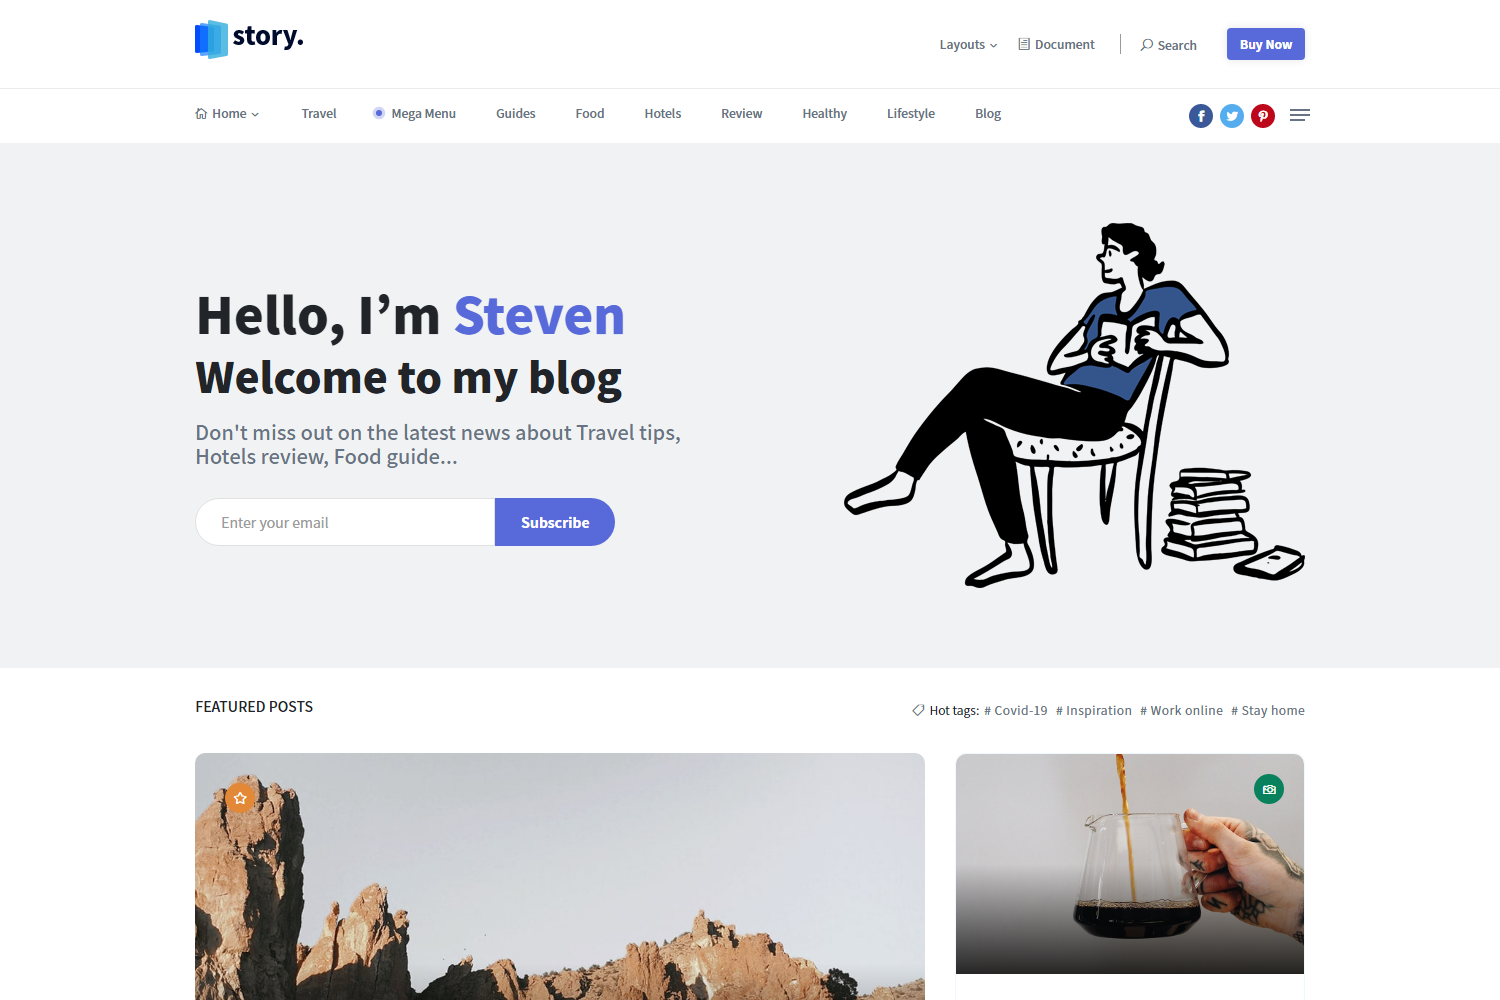 story.
Layouts
Document
Search
Buy Now
Home
Travel
Mega Menu
Guides
Food
Hotels
Review
Healthy
Lifestyle
Blog
Hello, I’m Steven
Welcome to my blog
Don't miss out on the latest news about Travel tips,
Hotels review, Food guide...
Enter your email
Subscribe
FEATURED POSTS
Hot tags: # Covid-19 # Inspiration # Work online # Stay home